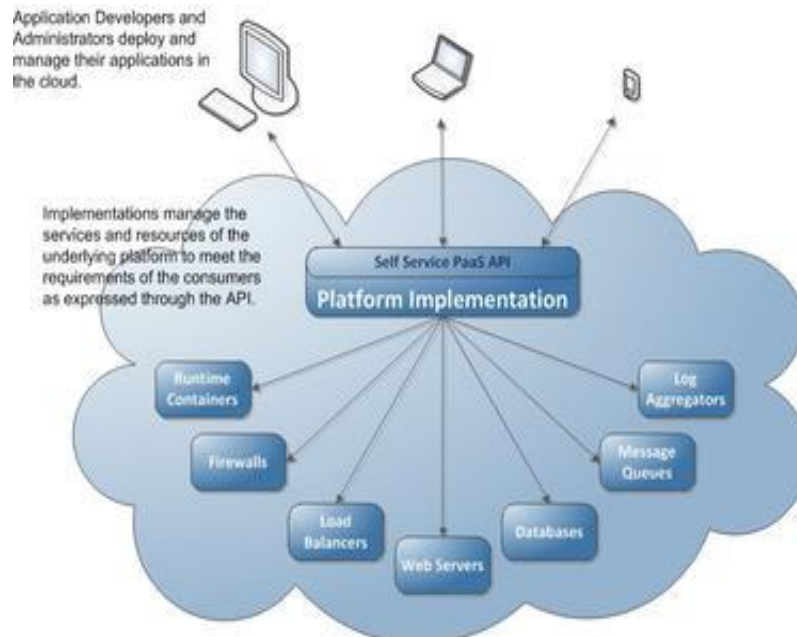 Application Developers and
Administrators deploy and
manage their applications in
the cloud.
Implementations manage the
services and resources of the
underlying platform to meet the
requirements of the consumers
as expressed through the API.
Self Service PaaS API
Platform Implementation
Runtime
Containers
Log
Aggregators
Firewalls
Message
Queues
Load
Balancers
Databases
Web Servers